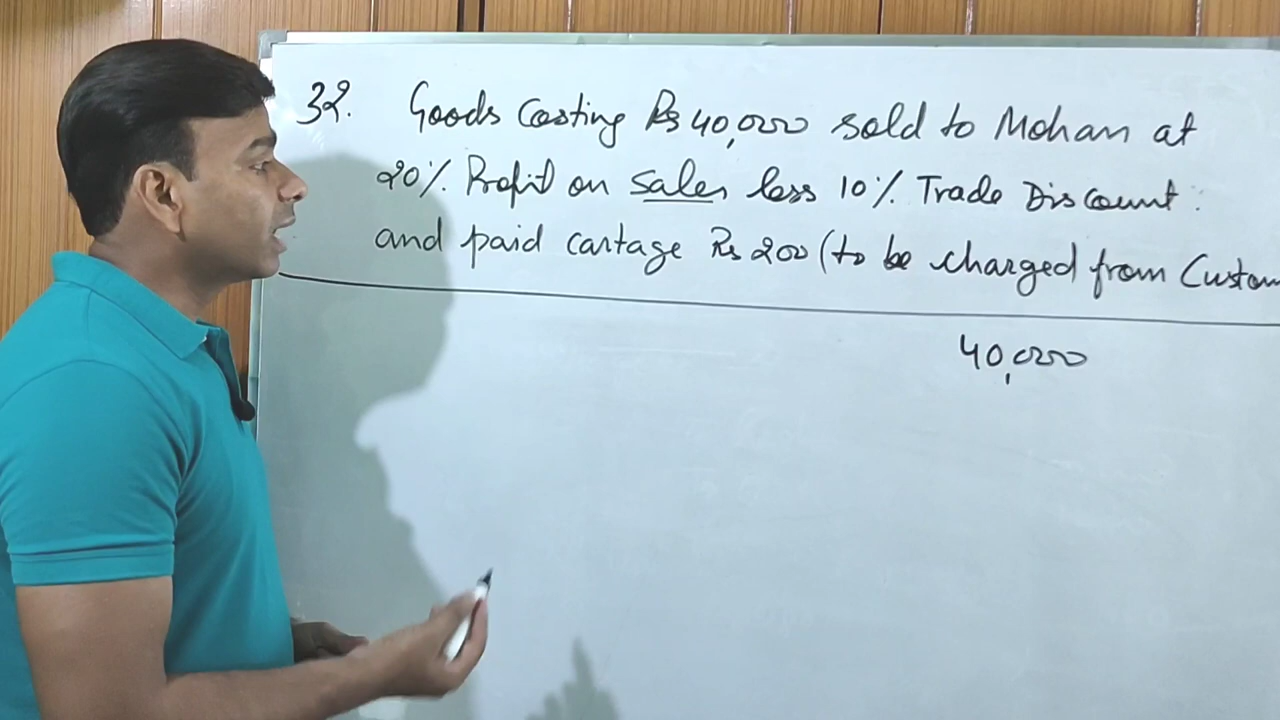 32. Goods Costing Rs 40,000 sold to Mohan at
20% Profit on sales less 10% Trade Discount.
and paid cartage Rs 200 (to be charged from Custom
40,000